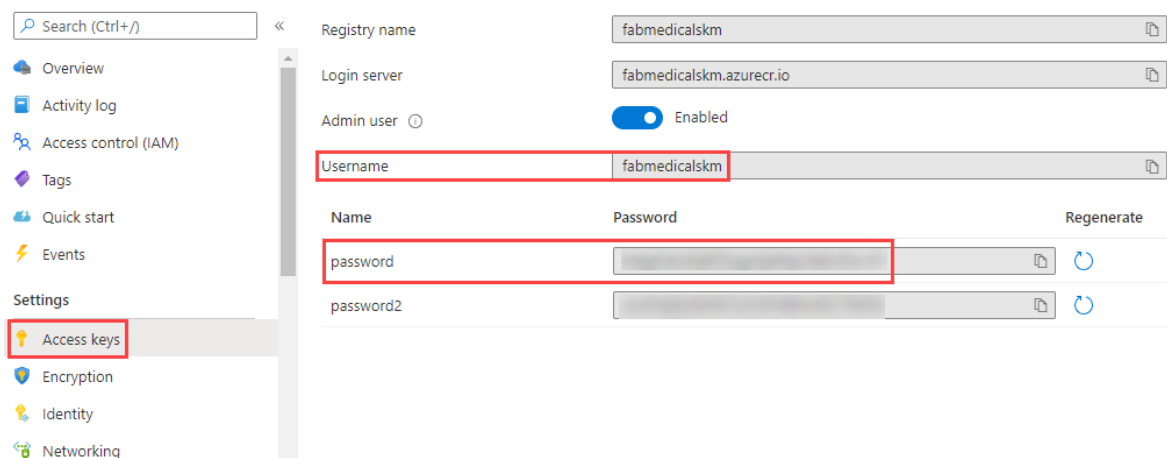 Search (Ctrl+/)
«
Overview
Activity log
Access control (IAM)
Tags
Quick start
Events
Settings
Access keys
Encryption
Identity
Networking
Registry name
fabmedicalskm
Login server
fabmedicalskm.azurecr.io
Admin user
Enabled
Username
fabmedicalskm
Name Password Regenerate
password
password2